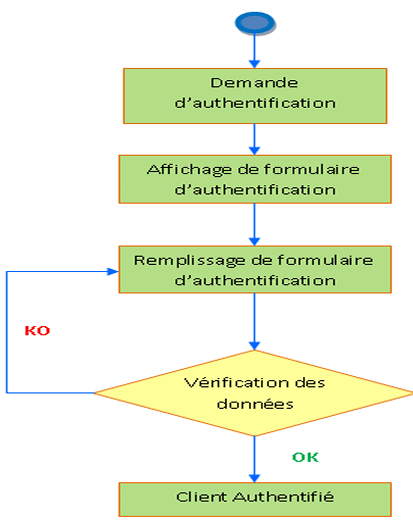 Demande
d'authentification
Affichage de formulaire
d'authentification
Remplissage de formulaire
d'authentification
KO
Vérification des
données
OK
Client Authentifié